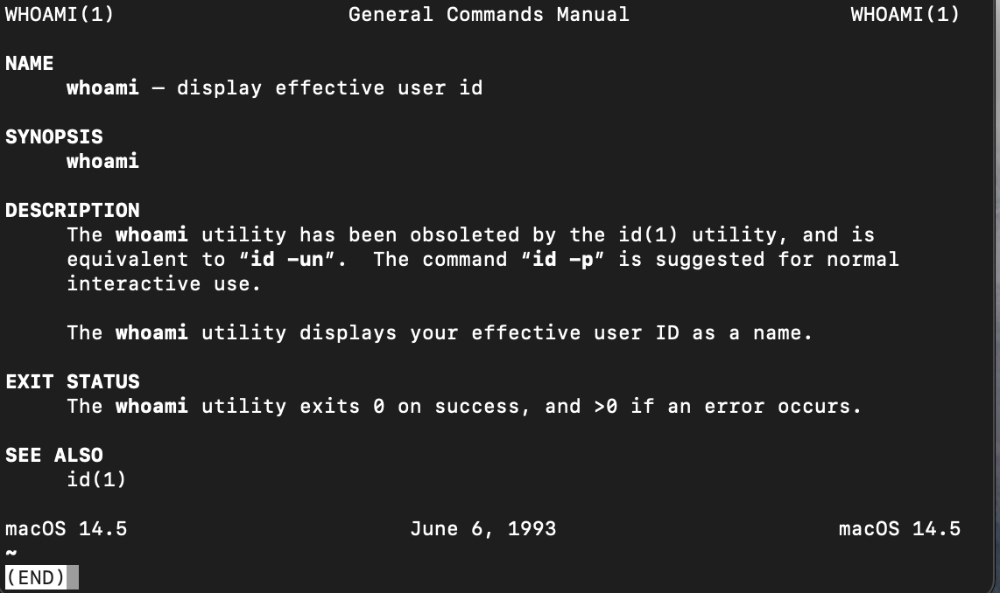 WHOAMI(1) General Commands Manual WHOAMI(1)
NAME
whoami – display effective user id
SYNOPSIS
whoami
DESCRIPTION
The whoami utility has been obsoleted by the id(1) utility, and is
equivalent to “id -un”. The command “id -p” is suggested for normal
interactive use.
The whoami utility displays your effective user ID as a name.
EXIT STATUS
The whoami utility exits 0 on success, and >0 if an error occurs.
SEE ALSO
id(1)
macOS 14.5 June 6, 1993 macOS 14.5
~
(END)